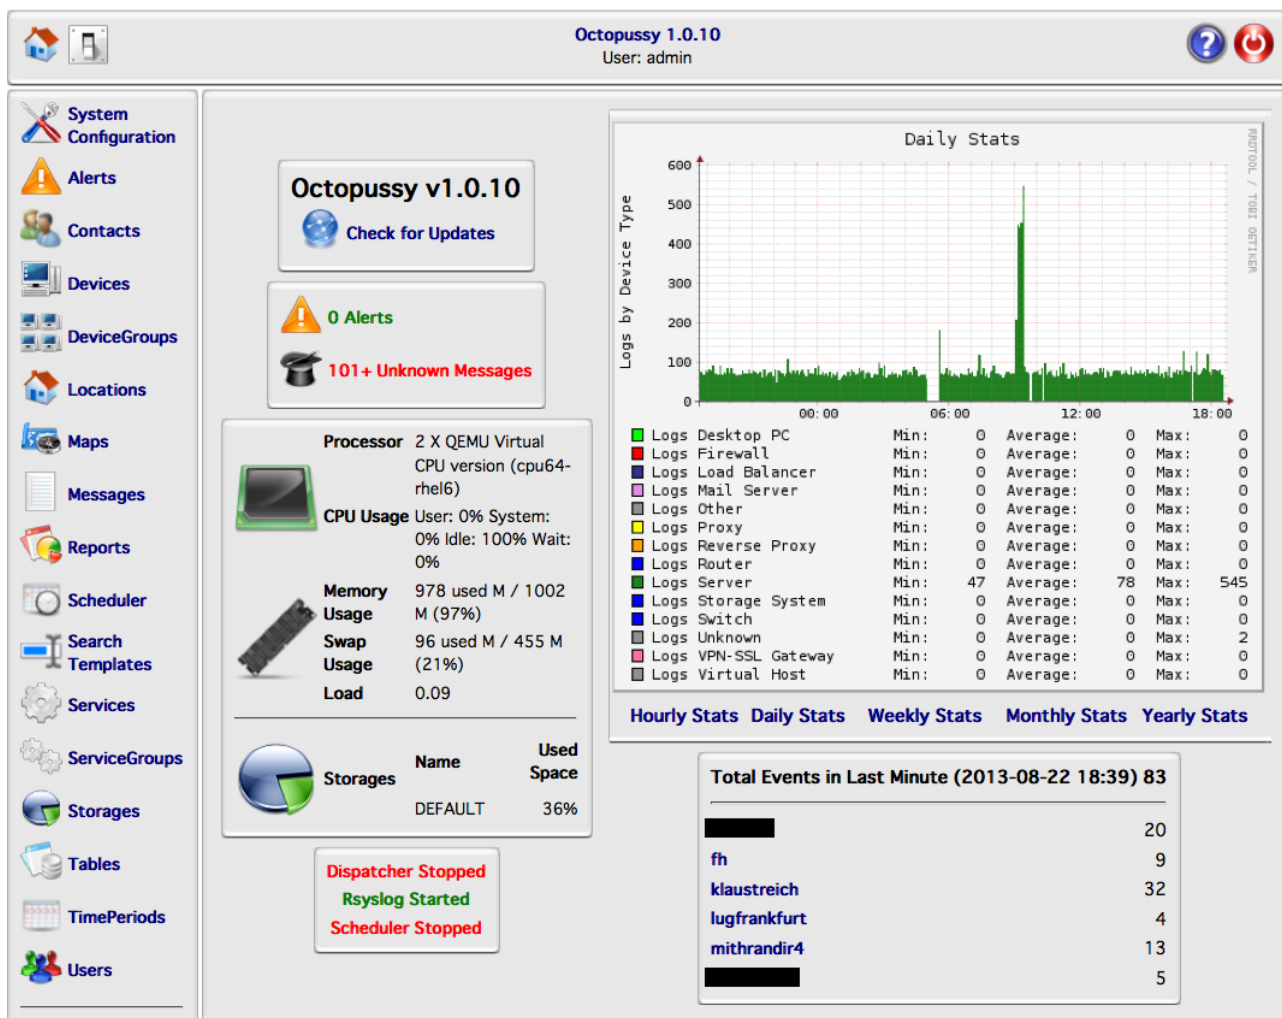 Octopussy 1.0.10
User: admin
System
Configuration
Alerts
Contacts
Devices
DeviceGroups
Locations
Maps
Messages
Reports
Scheduler
Search
Templates
Services
ServiceGroups
Storages
Tables
TimePeriods
Users
Octopussy v1.0.10
Check for Updates
0 Alerts
101+ Unknown Messages
Processor 2 X QEMU Virtual
CPU version (cpu64-
rhel6)
CPU Usage User: 0% System:
0% Idle: 100% Wait:
0%
Memory 978 used M / 1002
Usage M (97%)
Swap 96 used M / 455 M
Usage (21%)
Load 0.09
Storages Name Used
Space
DEFAULT 36%
Dispatcher Stopped
Rsyslog Started
Scheduler Stopped
Daily Stats
RRDTOOL / TOBI OETIKER
Logs by Device Type
600
500
400
300
200
100
0
00:00 06:00 12:00 18:00
Logs Desktop PC Min: 0 Average: 0 Max: 0
Logs Firewall Min: 0 Average: 0 Max: 0
Logs Load Balancer Min: 0 Average: 0 Max: 0
Logs Mail Server Min: 0 Average: 0 Max: 0
Logs Other Min: 0 Average: 0 Max: 0
Logs Proxy Min: 0 Average: 0 Max: 0
Logs Reverse Proxy Min: 0 Average: 0 Max: 0
Logs Router Min: 0 Average: 0 Max: 0
Logs Server Min: 47 Average: 78 Max: 545
Logs Storage System Min: 0 Average: 0 Max: 0
Logs Switch Min: 0 Average: 0 Max: 0
Logs Unknown Min: 0 Average: 0 Max: 2
Logs VPN-SSL Gateway Min: 0 Average: 0 Max: 0
Logs Virtual Host Min: 0 Average: 0 Max: 0
Hourly Stats Daily Stats Weekly Stats Monthly Stats Yearly Stats
Total Events in Last Minute (2013-08-22 18:39) 83
20
fh 9
klaustreich 32
lugfrankfurt 4
mithrandir4 13
5